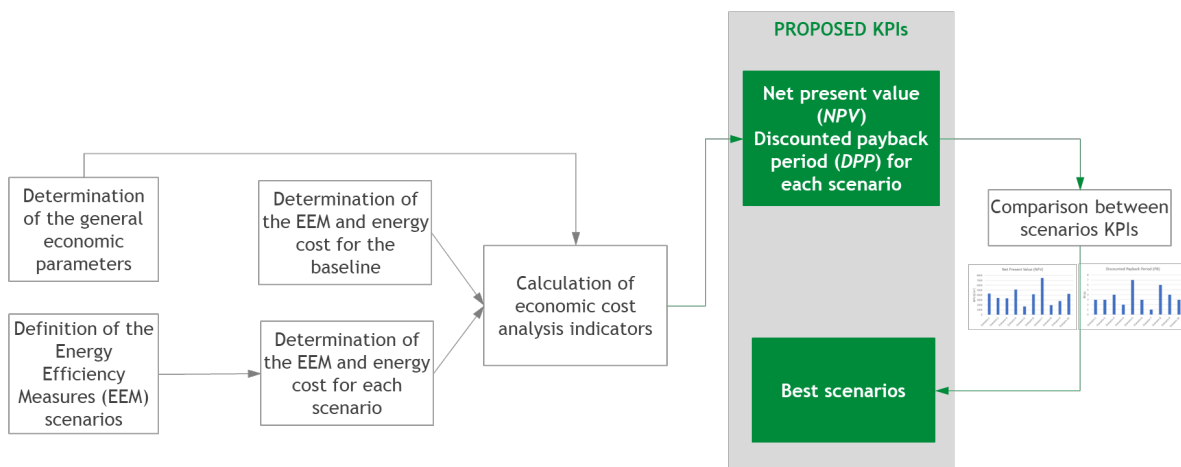 PROPOSED KPIs
Net present value
(NPV)
Discounted payback
period (DPP) for
each scenario
Determination
of the general
economic
parameters
Determination of
the EEM and energy
cost for the
baseline
Comparison between
scenarios KPIs
Calculation of
economic cost
analysis indicators
Net Present Value (NPV)
Discounted Payback Period (PB)
Definition of the
Energy
Efficiency
Measures (EEM)
scenarios
Determination of
the EEM and energy
cost for each
scenario
Best scenarios